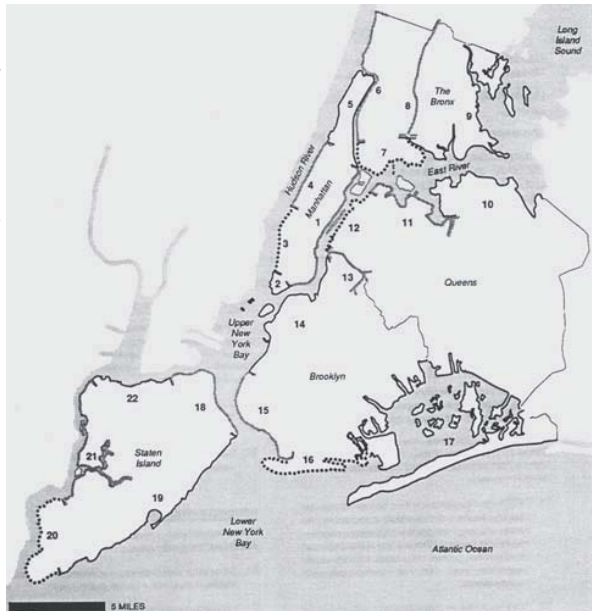 Long
Island
Sound
6
5
8
The
Bronx
9
7
Hudson River
East River
4
Manhattan
10
1
11
12
3
2
13
Queens
Upper
New
York
Bay
14
Brooklyn
22
18
15
17
16
Staten
Island
21
19
20
Lower
New York
Bay
Atlantic Ocean
5 MILES